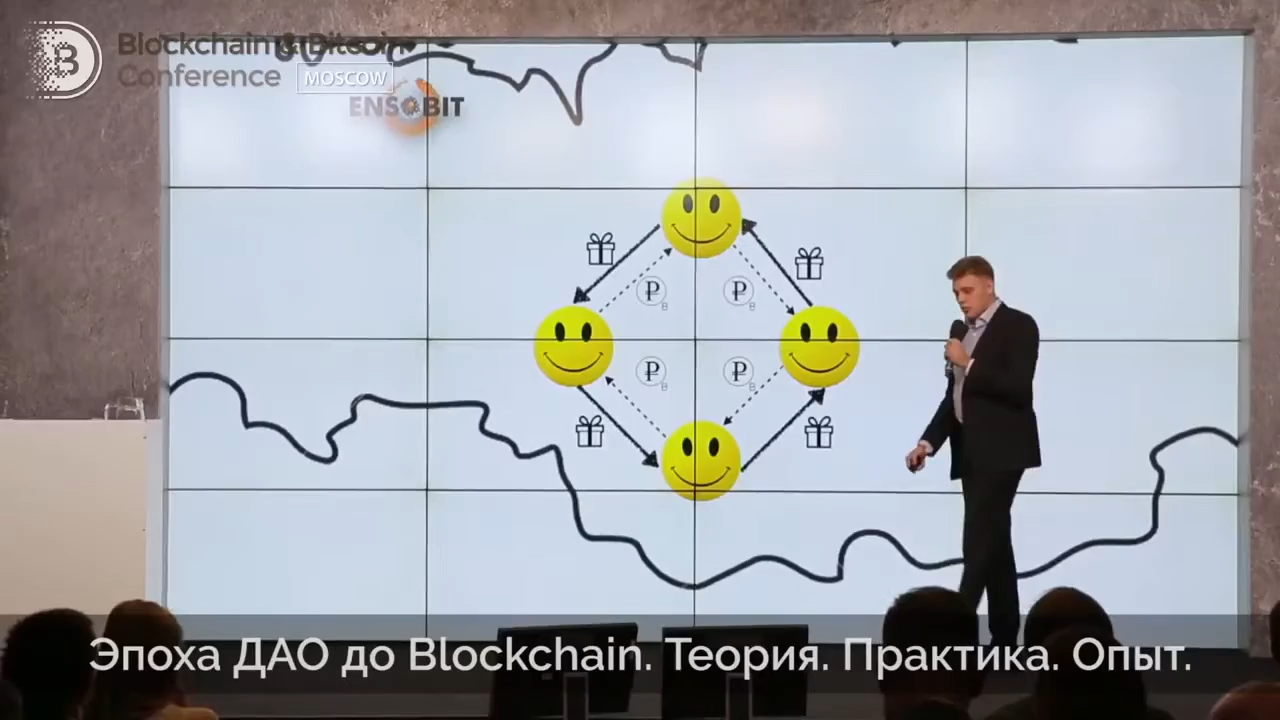 Blockchain & Bitcoin
Conference MOSCOW
ENSOBIT
₽ B
₽ B
₽ B
₽ B
Эпоха ДАО до Blockchain. Теория. Практика. Опыт.